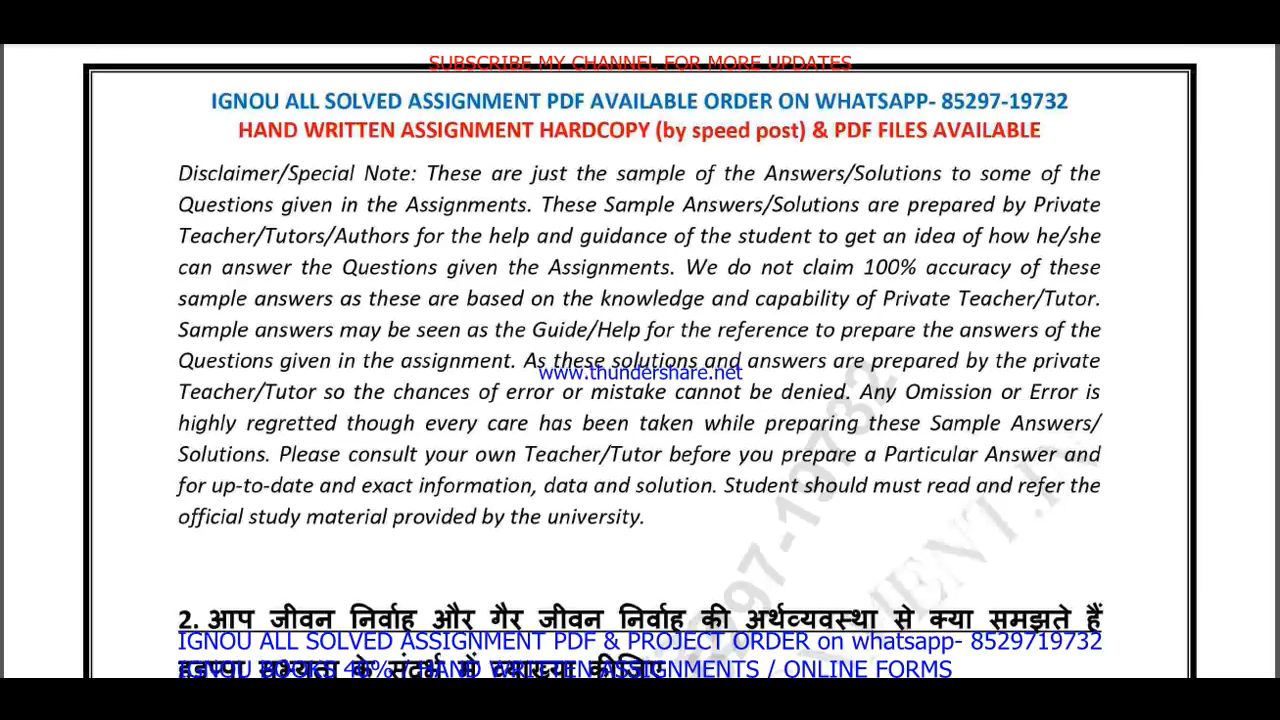 SUBSCRIBE MY CHANNEL FOR MORE UPDATES
IGNOU ALL SOLVED ASSIGNMENT PDF AVAILABLE ORDER ON WHATSAPP- 85297-19732
HAND WRITTEN ASSIGNMENT HARDCOPY (by speed post) & PDF FILES AVAILABLE
Disclaimer/Special Note: These are just the sample of the Answers/Solutions to some of the
Questions given in the Assignments. These Sample Answers/Solutions are prepared by Private
Teacher/Tutors/Authors for the help and guidance of the student to get an idea of how he/she
can answer the Questions given the Assignments. We do not claim 100% accuracy of these
sample answers as these are based on the knowledge and capability of Private Teacher/Tutor.
Sample answers may be seen as the Guide/Help for the reference to prepare the answers of the
Questions given in the assignment. As these solutions and answers are prepared by the private
www.thundershare.net
Teacher/Tutor so the chances of error or mistake cannot be denied. Any Omission or Error is
highly regretted though every care has been taken while preparing these Sample Answers/
Solutions. Please consult your own Teacher/Tutor before you prepare a Particular Answer and
for up-to-date and exact information, data and solution. Student should must read and refer the
official study material provided by the university.
2. आप जीवन निर्वाह और गैर जीवन निर्वाह की अर्थव्यवस्था से क्या समझते हैं
IGNOU ALL SOLVED ASSIGNMENT PDF & PROJECT ORDER on whatsapp- 8529719732
के संदर्भ में व्याख्या कीजिए
HAND WRITTEN ASSIGNMENTS / ONLINE FORMS